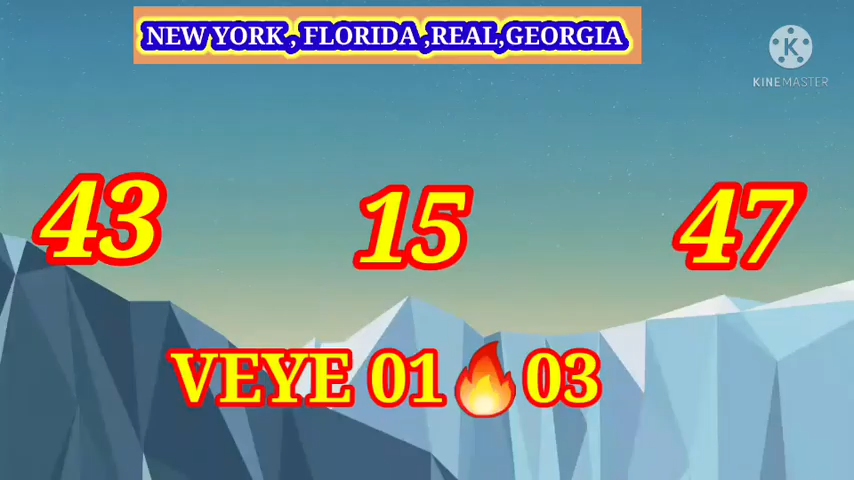 NEW YORK , FLORIDA ,REAL,GEORGIA
K
KINEMASTER
43 15 47
VEYE 01🔥03